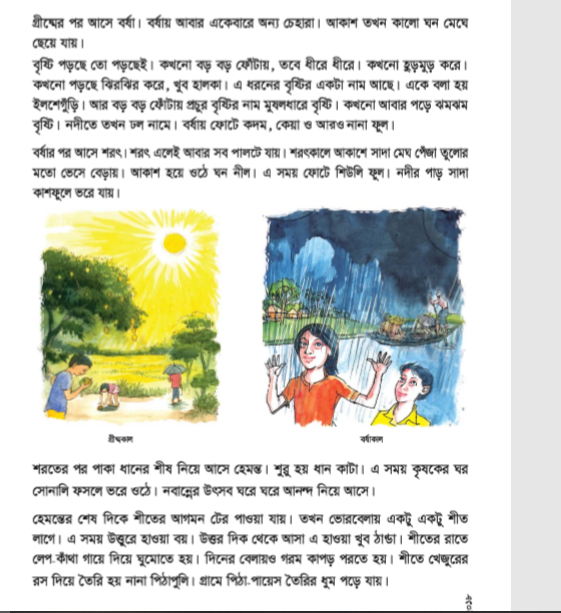 গ্রীষ্মের পর আসে বর্ষা। বর্ষায় আবার একেবারে অন্য চেহারা। আকাশ তখন কালো ঘন মেঘে
ছেয়ে যায়।
বৃষ্টি পড়ছে তো পড়ছেই। কখনো বড় বড় ফোঁটায়, তবে ধীরে ধীরে। কখনো হুড়মুড় করে।
কখনো পড়ছে ঝিরঝির করে, খুব হালকা। এ ধরনের বৃষ্টির একটা নাম আছে। একে বলা হয়
ইলশেগুঁড়ি। আর বড় বড় ফোঁটায় প্রচুর বৃষ্টির নাম মুষলধারে বৃষ্টি। কখনো আবার পড়ে ঝমঝম
বৃষ্টি। নদীতে তখন ঢল নামে। বর্ষায় ফোটে কদম, কেয়া ও আরও নানা ফুল।
বর্ষার পর আসে শরৎ। শরৎ এলেই আবার সব পালটে যায়। শরৎকালে আকাশে সাদা মেঘ পেঁজা তুলোর
মতো ভেসে বেড়ায়। আকাশ হয়ে ওঠে ঘন নীল। এ সময় ফোটে শিউলি ফুল। নদীর পাড় সাদা
কাশফুলে ভরে যায়।
গ্রীষ্মকাল
বর্ষাকাল
শরতের পর পাকা ধানের শীষ নিয়ে আসে হেমন্ত। শুরু হয় ধান কাটা। এ সময় কৃষকের ঘর
সোনালি ফসলে ভরে ওঠে। নবান্নের উৎসব ঘরে ঘরে আনন্দ নিয়ে আসে।
হেমন্তের শেষ দিকে শীতের আগমন টের পাওয়া যায়। তখন ভোরবেলায় একটু একটু শীত
লাগে। এ সময় উত্তুরে হাওয়া বয়। উত্তর দিক থেকে আসা এ হাওয়া খুব ঠাণ্ডা। শীতের রাতে
লেপ-কাঁথা গায়ে দিয়ে ঘুমোতে হয়। দিনের বেলায়ও গরম কাপড় পরতে হয়। শীতে খেজুরের
রস দিয়ে তৈরি হয় নানা পিঠাপুলি। গ্রামে পিঠা-পায়েস তৈরির ধুম পড়ে যায়।